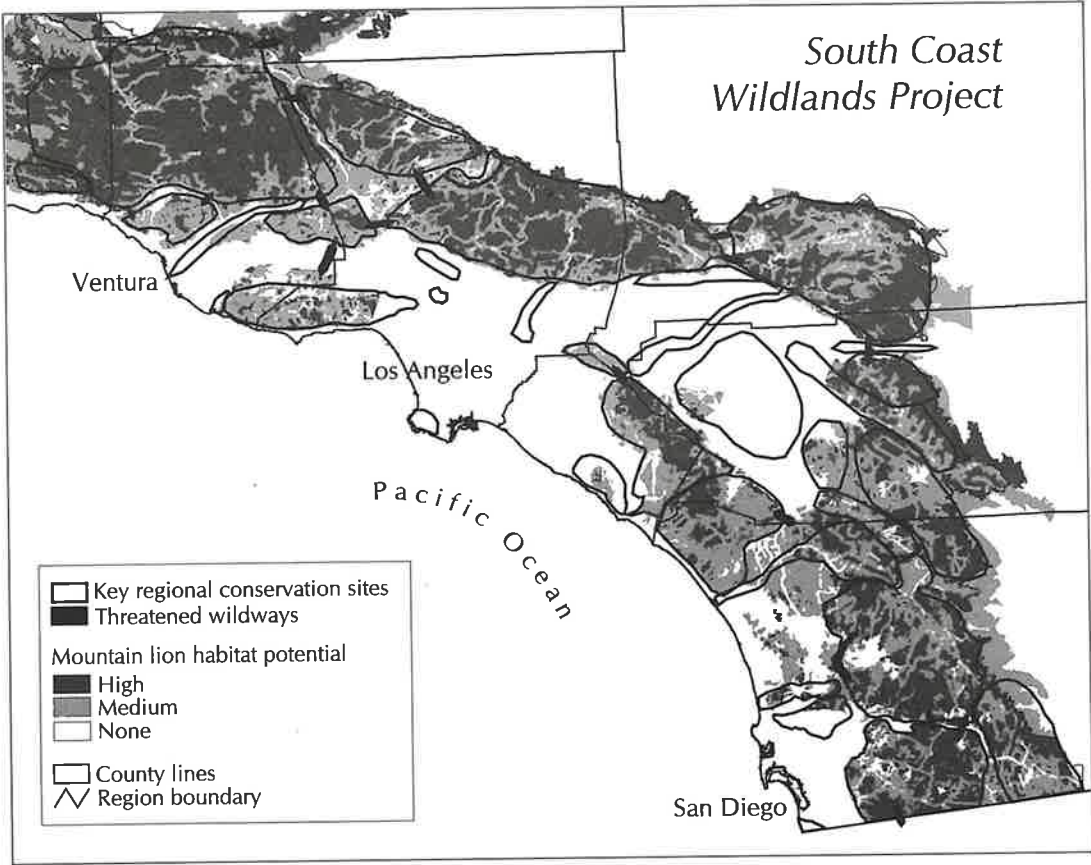 South Coast
Wildlands Project
Ventura
Los Angeles
Pacific Ocean
San Diego
Key regional conservation sites
Threatened wildways
Mountain lion habitat potential
High
Medium
None
County lines
Region boundary